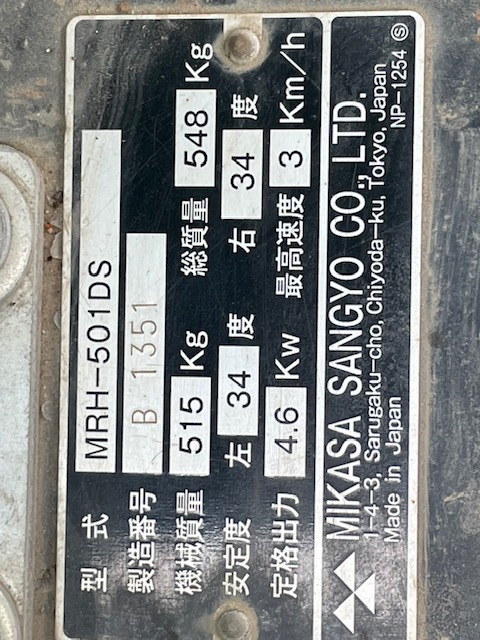 型式 MRH-501DS
製造番号 B 1351
機械質量 515 Kg 総質量 548 Kg
安定度 左 34 度 右 34 度
定格出力 4.6 Kw 最高速度 3 Km/h
MIKASA SANGYO CO., LTD.
1-4-3, Sarugaku-cho, Chiyoda-ku, Tokyo, Japan
Made in Japan NP-1254 Ⓢ